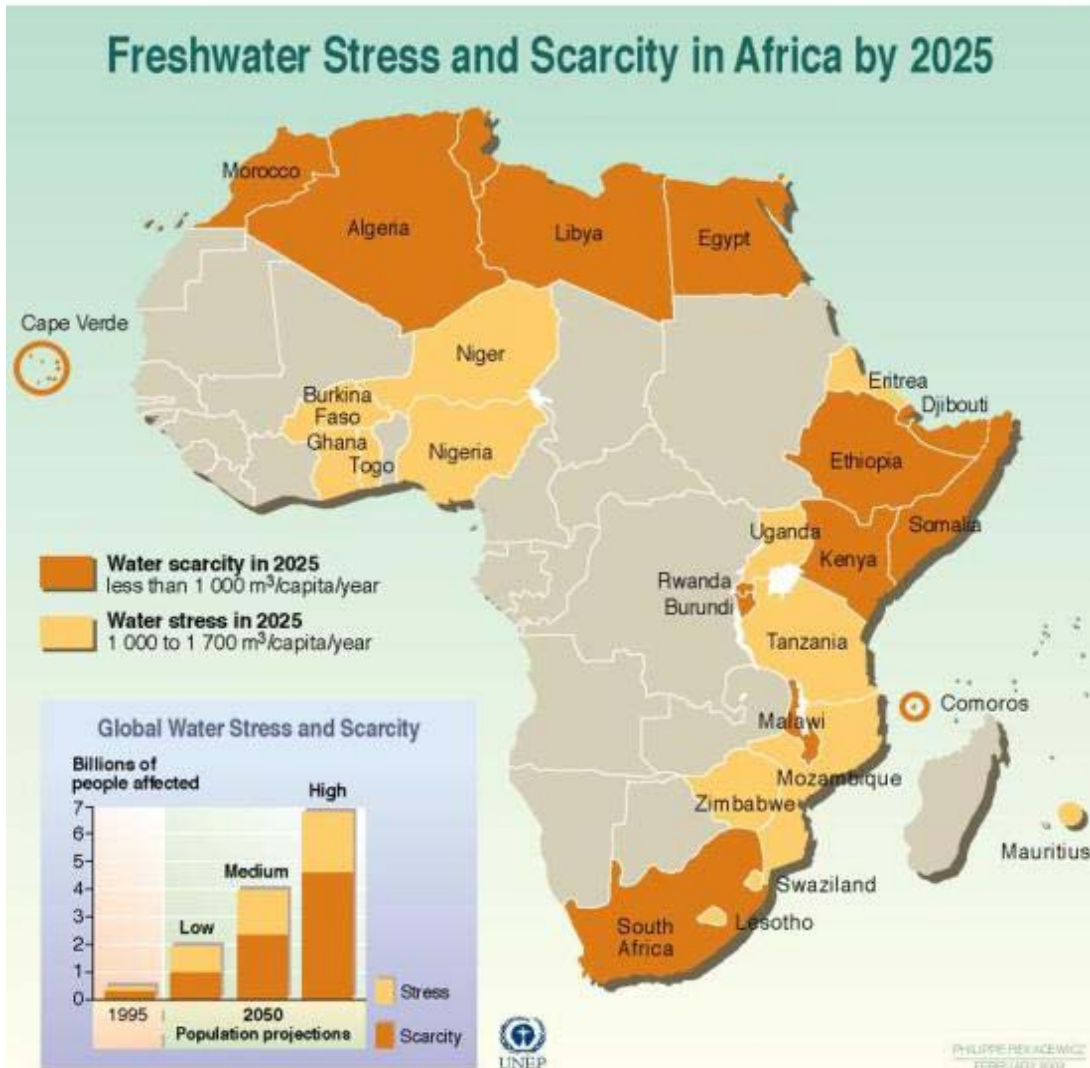 Freshwater Stress and Scarcity in Africa by 2025
Morocco
Algeria
Libya
Egypt
Cape Verde
Niger
Burkina
Faso
Ghana
Togo
Nigeria
Eritrea
Djibouti
Ethiopia
Somalia
Uganda
Kenya
Rwanda
Burundi
Tanzania
Comoros
Malawi
Mozambique
Zimbabwe
Mauritius
Swaziland
Lesotho
South
Africa
Water scarcity in 2025
less than 1 000 m³/capita/year
Water stress in 2025
1 000 to 1 700 m³/capita/year
Global Water Stress and Scarcity
Billions of
people affected
7
6
5
4
3
2
1
0
Low
Medium
High
1995
2050
Population projections
Stress
Scarcity
UNEP
PHILIPPE REKACEWICZ